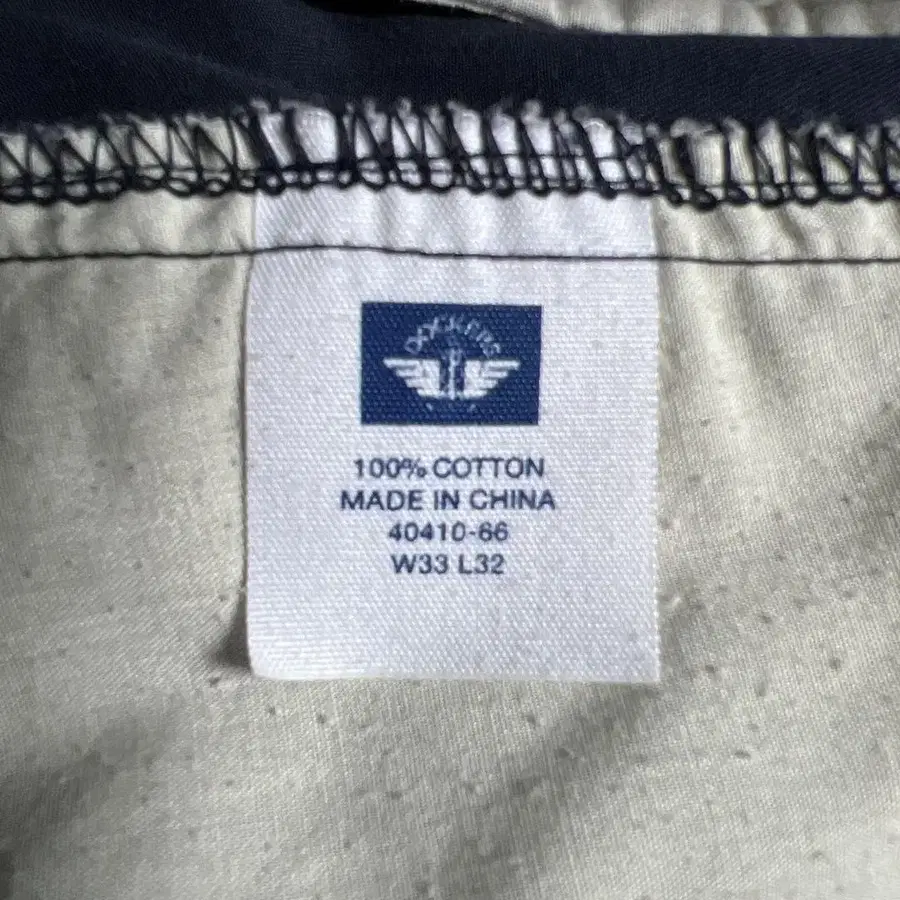 DOCKERS
100% COTTON
MADE IN CHINA
40410-66
W33 L32